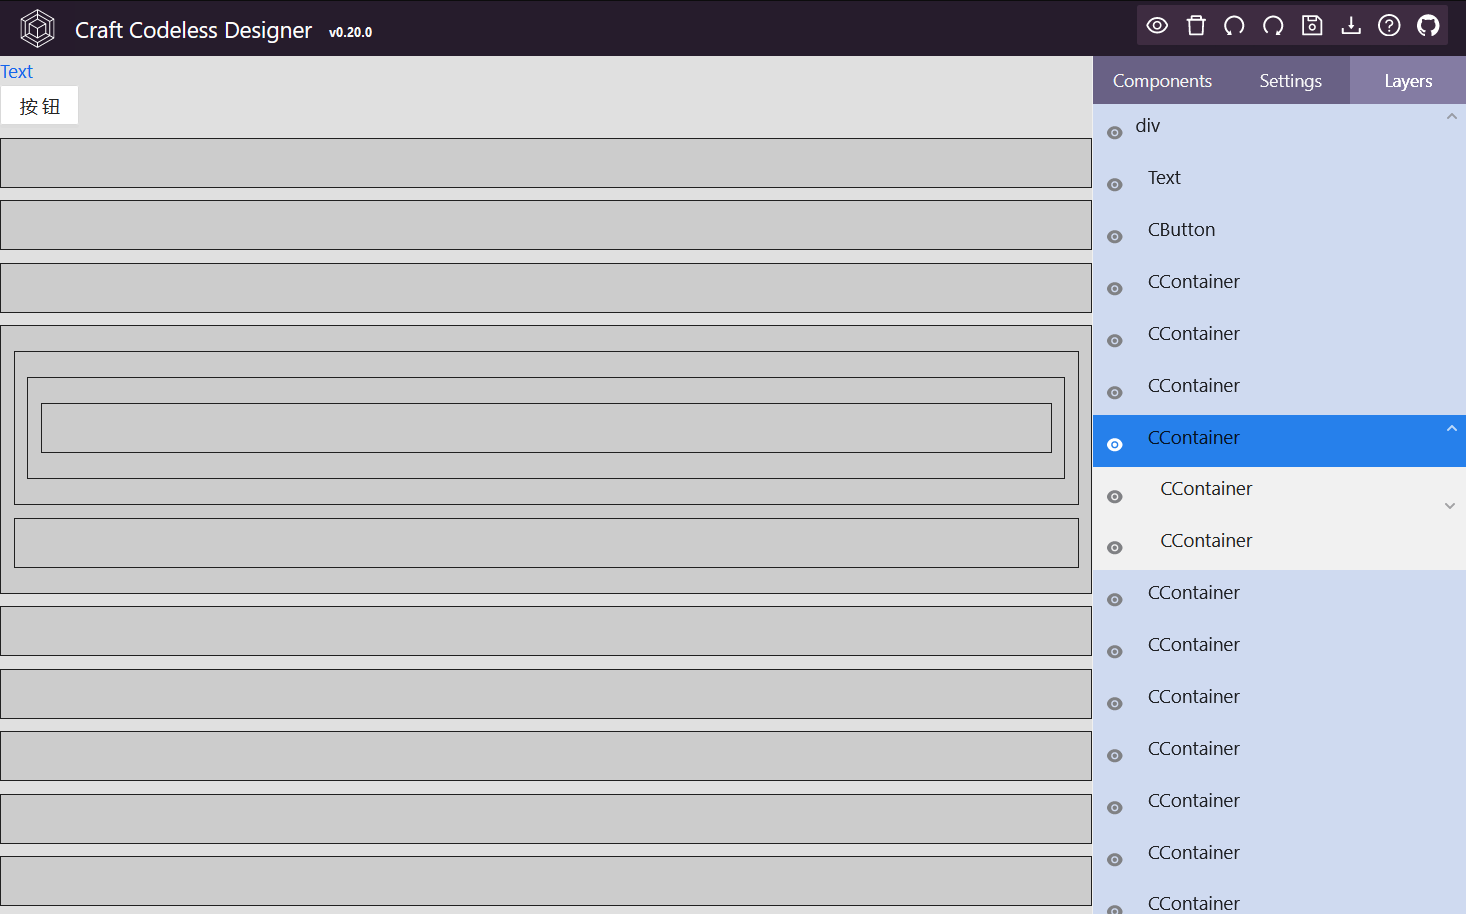 Craft Codeless Designer v0.20.0
Text
按 钮
Components Settings Layers
div
Text
CButton
CContainer
CContainer
CContainer
CContainer
CContainer
CContainer
CContainer
CContainer
CContainer
CContainer
CContainer
CContainer
CContainer